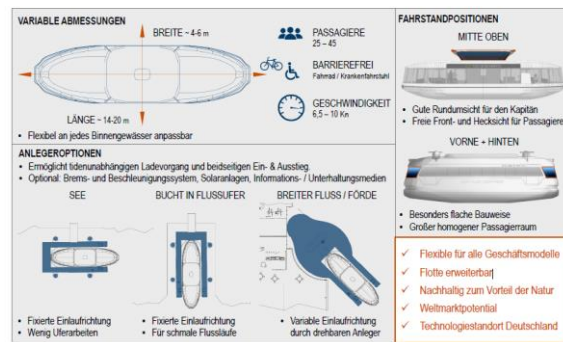 VARIABLE ABMESSUNGEN
BREITE ~ 4-6 m
LÄNGE ~ 14-20 m
• Flexibel an jedes Binnengewässer anpassbar
PASSAGIERE
25 – 45
BARRIEREFREI
Fahrrad / Krankenfahrstuhl
GESCHWINDIGKEIT
6,5 – 10 Kn
ANLEGEROPTIONEN
• Ermöglicht tidenunabhängigen Ladevorgang und beidseitigen Ein- & Ausstieg.
• Optional: Brems- und Beschleunigungssystem, Solaranlagen, Informations- / Unterhaltungsmedien
SEE
• Fixierte Einlaufrichtung
• Wenig Uferarbeiten
BUCHT IN FLUSSUFER
• Fixierte Einlaufrichtung
• Für schmale Flussläufe
BREITER FLUSS / FÖRDE
• Variable Einlaufrichtung
durch drehbaren Anleger
FAHRSTANDPOSITIONEN
MITTE OBEN
• Gute Rundumsicht für den Kapitän
• Freie Front- und Hecksicht für Passagiere
VORNE + HINTEN
• Besonders flache Bauweise
• Großer homogener Passagierraum
✓ Flexible für alle Geschäftsmodelle
✓ Flotte erweiterbar
✓ Nachhaltig zum Vorteil der Natur
✓ Weltmarktpotential
✓ Technologiestandort Deutschland